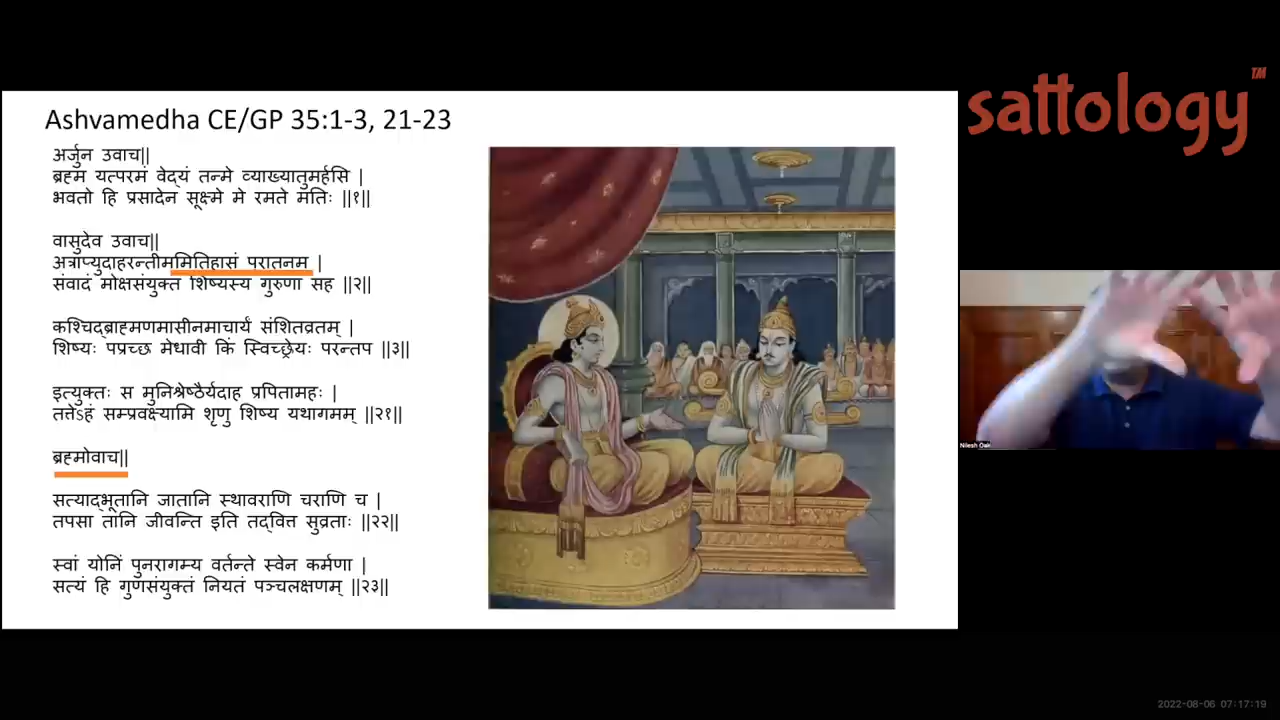 Ashvamedha CE/GP 35:1-3, 21-23
अर्जुन उवाच||
ब्रह्म यत्परमं वेद्यं तन्मे व्याख्यातुमर्हसि |
भवतो हि प्रसादेन सूक्ष्मे मे रमते मतिः ||१||
वासुदेव उवाच||
अत्राप्युदाहरन्तीममितिहासं परातनम |
संवादं मोक्षसंयुक्तं शिष्यस्य गुरुणा सह ||२||
कश्चिद्ब्राह्मणमासीनमाचार्यं संशितव्रतम् |
शिष्यः पप्रच्छ मेधावी किं स्विच्छ्रेयः परन्तप ||३||
इत्युक्तः स मुनिश्रेष्ठैर्यदाह प्रपितामहः |
तत्तेऽहं सम्प्रवक्ष्यामि शृणु शिष्य यथागमम् ||२१||
ब्रह्मोवाच||
सत्याद्भूतानि जातानि स्थावराणि चराणि च |
तपसा तानि जीवन्ति इति तद्वित्त सुव्रताः ||२२||
स्वां योनिं पुनरागम्य वर्तन्ते स्वेन कर्मणा |
सत्यं हि गुणसंयुक्तं नियतं पञ्चलक्षणम् ||२३||
sattology TM
Nilesh Oak
2022-08-06 07:17:19